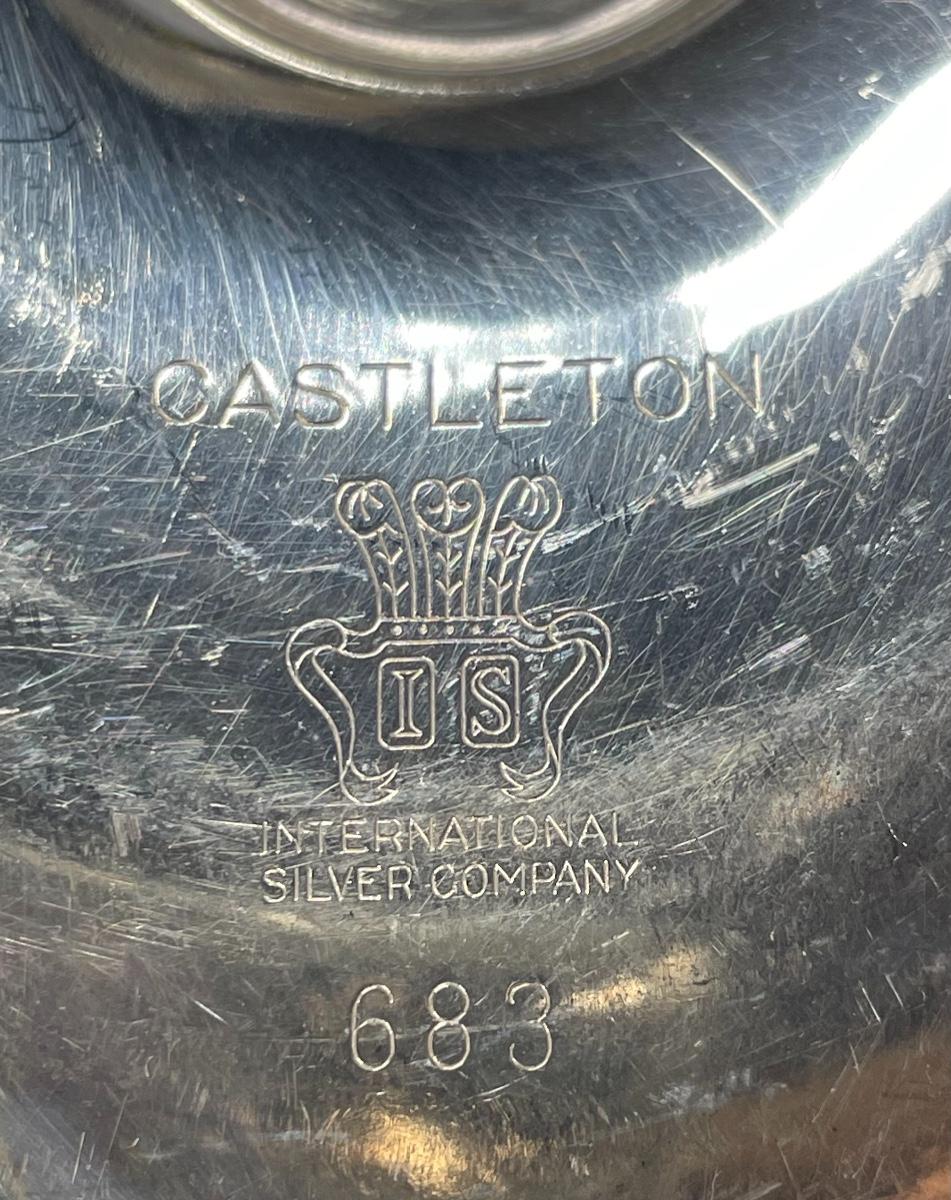 CASTLETON
I S
INTERNATIONAL
SILVER COMPANY
683